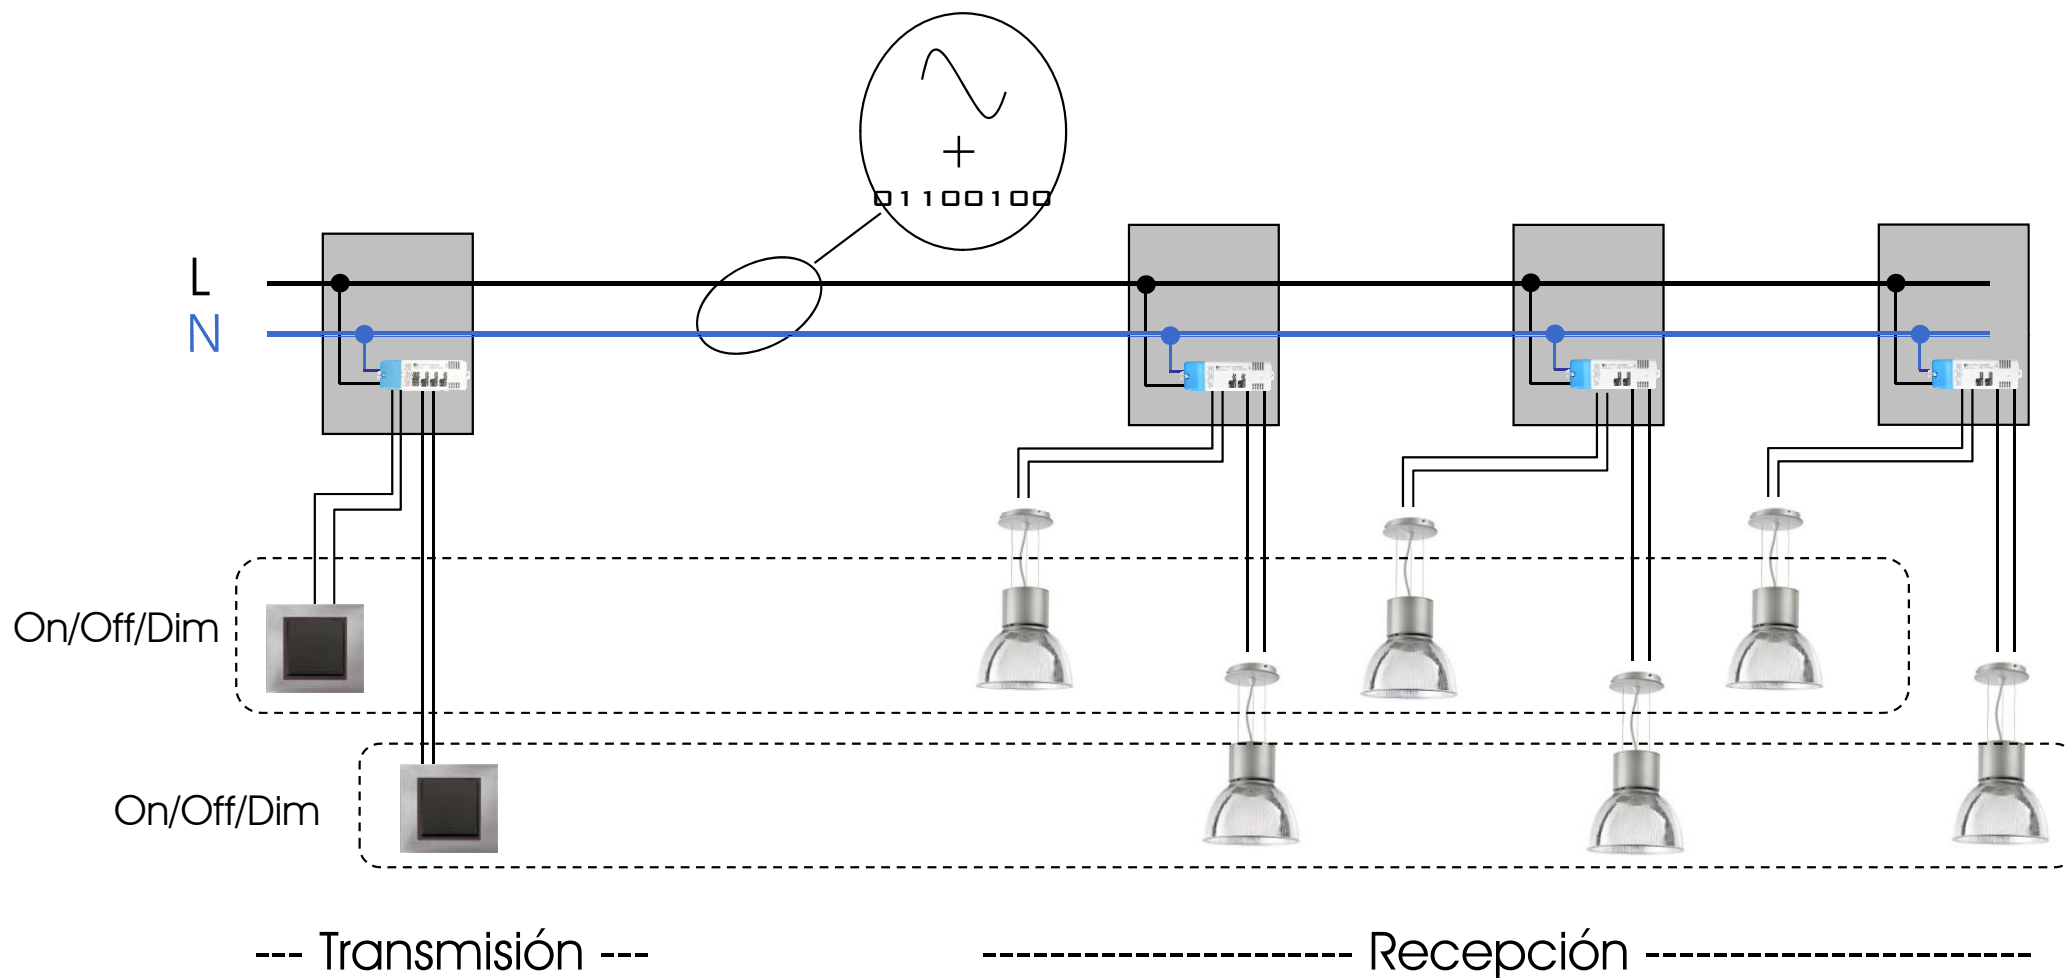 +
01100100
L
N
On/Off/Dim
On/Off/Dim
--- Transmisión ---
----------------- Recepción -----------------